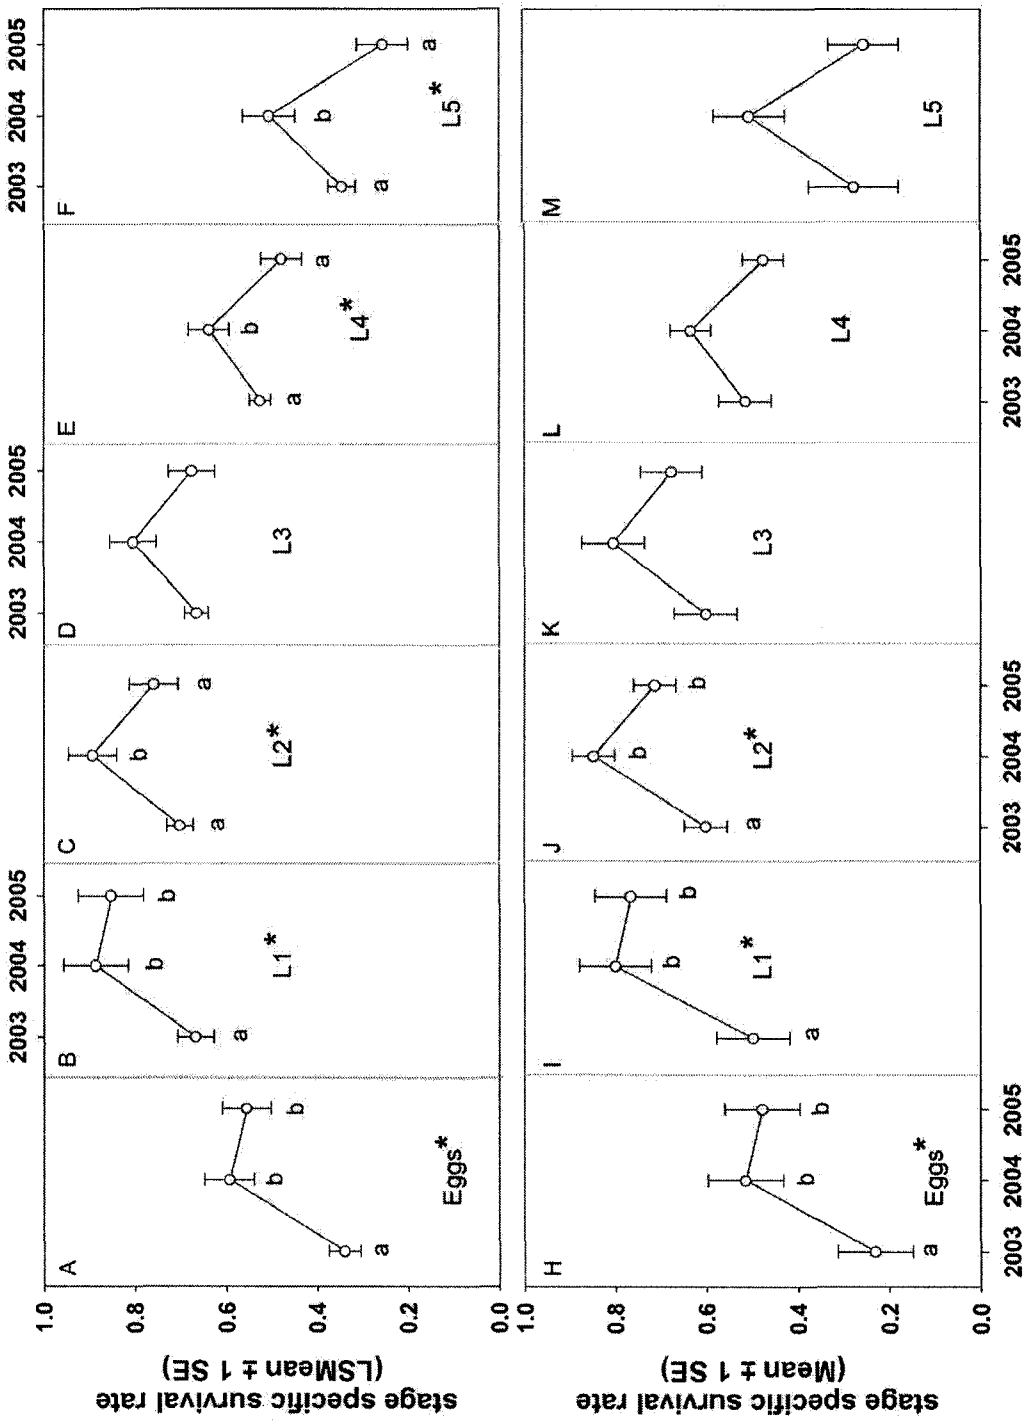 2003 2004 2005 2003 2004 2005 2003 2004 2005
1.0
0.8
0.6
0.4
0.2
0.0
stage specific survival rate
(LSMean ± 1 SE)
A
a
b
b
Eggs*
B
a
b
b
L1*
C
a
b
a
L2*
D
L3
E
a
b
a
L4*
F
a
b
a
L5*
1.0
0.8
0.6
0.4
0.2
0.0
stage specific survival rate
(Mean ± 1 SE)
H
a
b
b
Eggs*
I
a
b
b
L1*
J
a
b
b
L2*
K
L3
L
L4
M
L5
2003 2004 2005 2003 2004 2005 2003 2004 2005